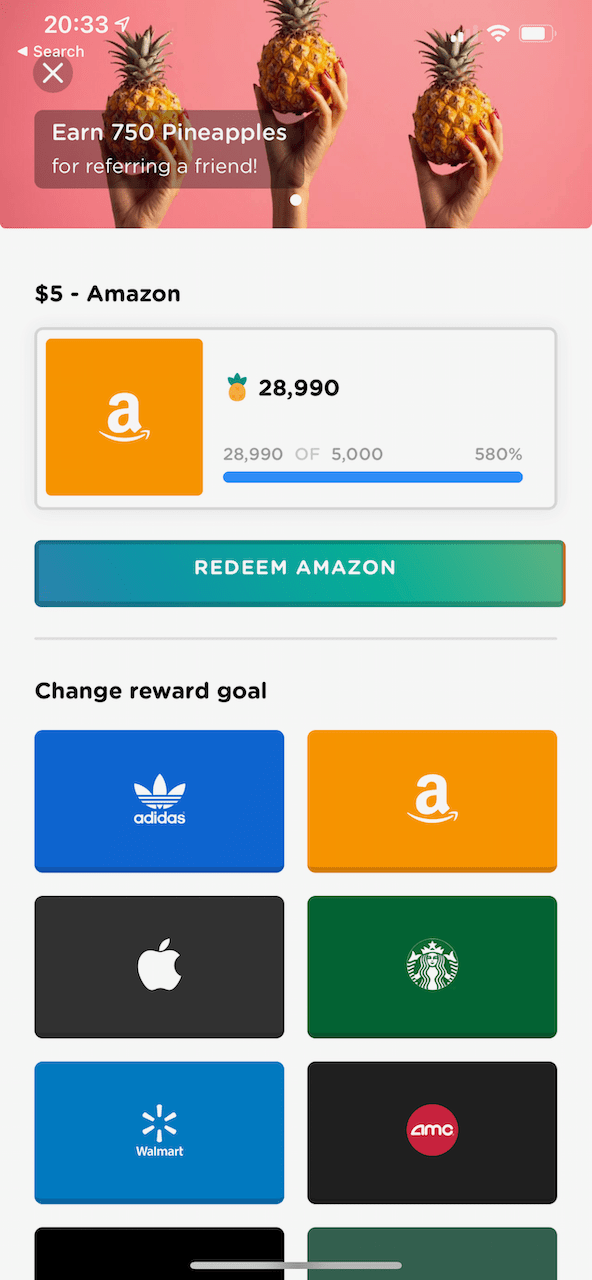 20:33
◀ Search
Earn 750 Pineapples
for referring a friend!
$5 - Amazon
a
28,990
28,990 OF 5,000 580%
REDEEM AMAZON
Change reward goal
adidas
a
Walmart
amc